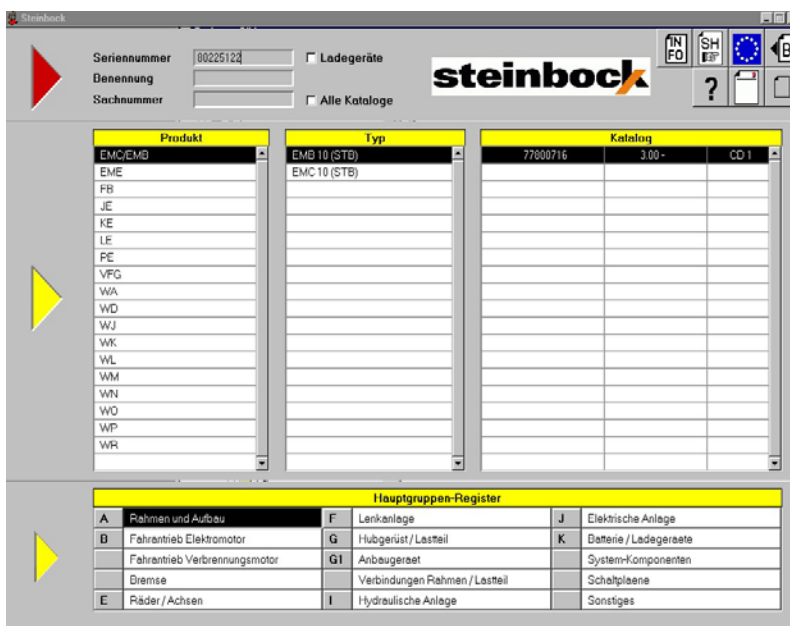 Steinbock
Seriennummer 80225122 Ladegeräte
Benennung
Sachnummer Alle Kataloge
steinbock
INFO SH B
?
Produkt Typ Katalog
EMC/EMB EMB 10 (STB) 77800716 3.00 - CD 1
EME EMC 10 (STB)
FB
JE
KE
LE
PE
VFG
WA
WD
WJ
WK
WL
WM
WN
WO
WP
WR
Hauptgruppen-Register
A Rahmen und Aufbau F Lenkanlage J Elektrische Anlage
B Fahrantrieb Elektromotor G Hubgerüst / Lastteil K Batterie / Ladegeraete
Fahrantrieb Verbrennungsmotor G1 Anbaugeraet System-Komponenten
Bremse Verbindungen Rahmen / Lastteil Schaltplaene
E Räder / Achsen I Hydraulische Anlage Sonstiges